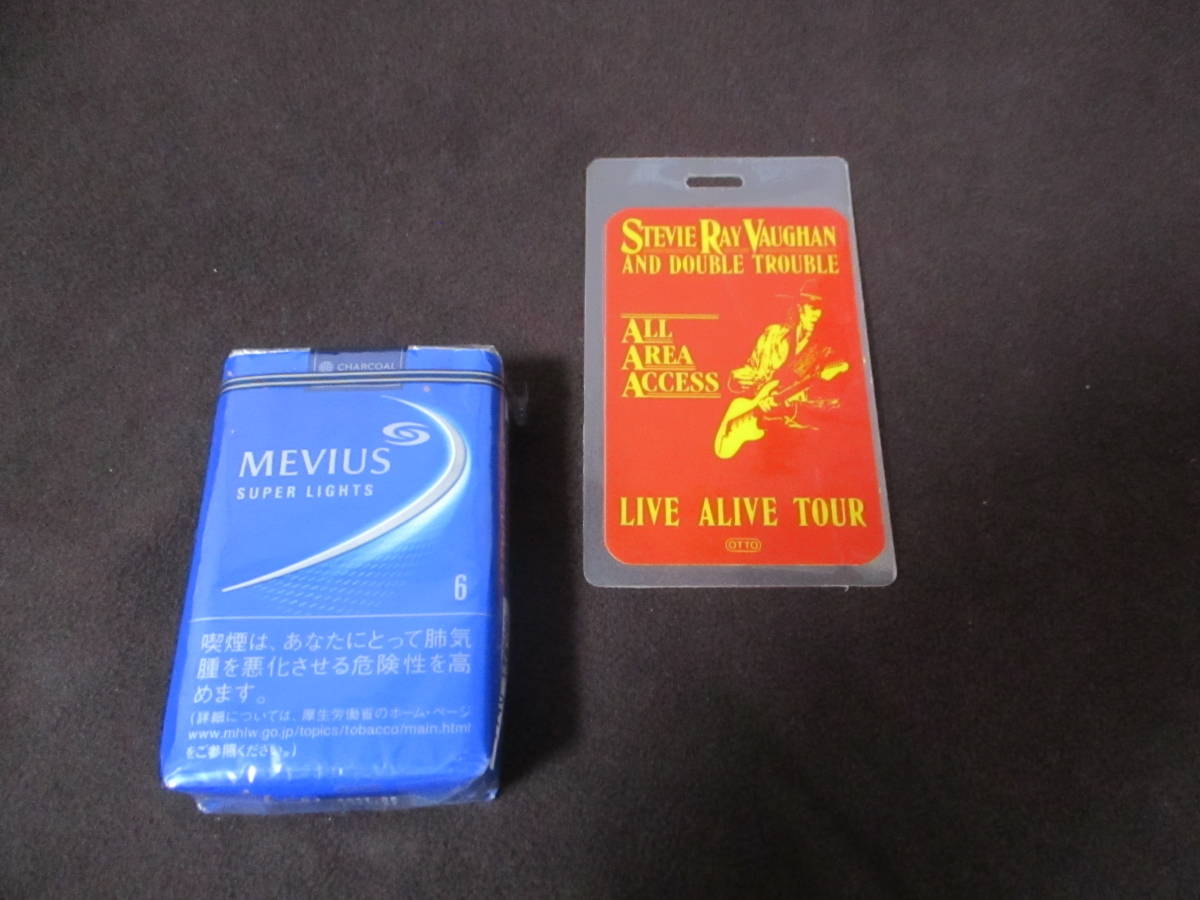 CHARCOAL
MEVIUS
SUPER LIGHTS
6
喫煙は、あなたにとって肺気
腫を悪化させる危険性を高
めます。
(詳細については、厚生労働省のホーム・ページ
www.mhlw.go.jp/topics/tobacco/main.html
をご参照ください。)
STEVIE RAY VAUGHAN
AND DOUBLE TROUBLE
ALL
AREA
ACCESS
LIVE ALIVE TOUR
OTTO